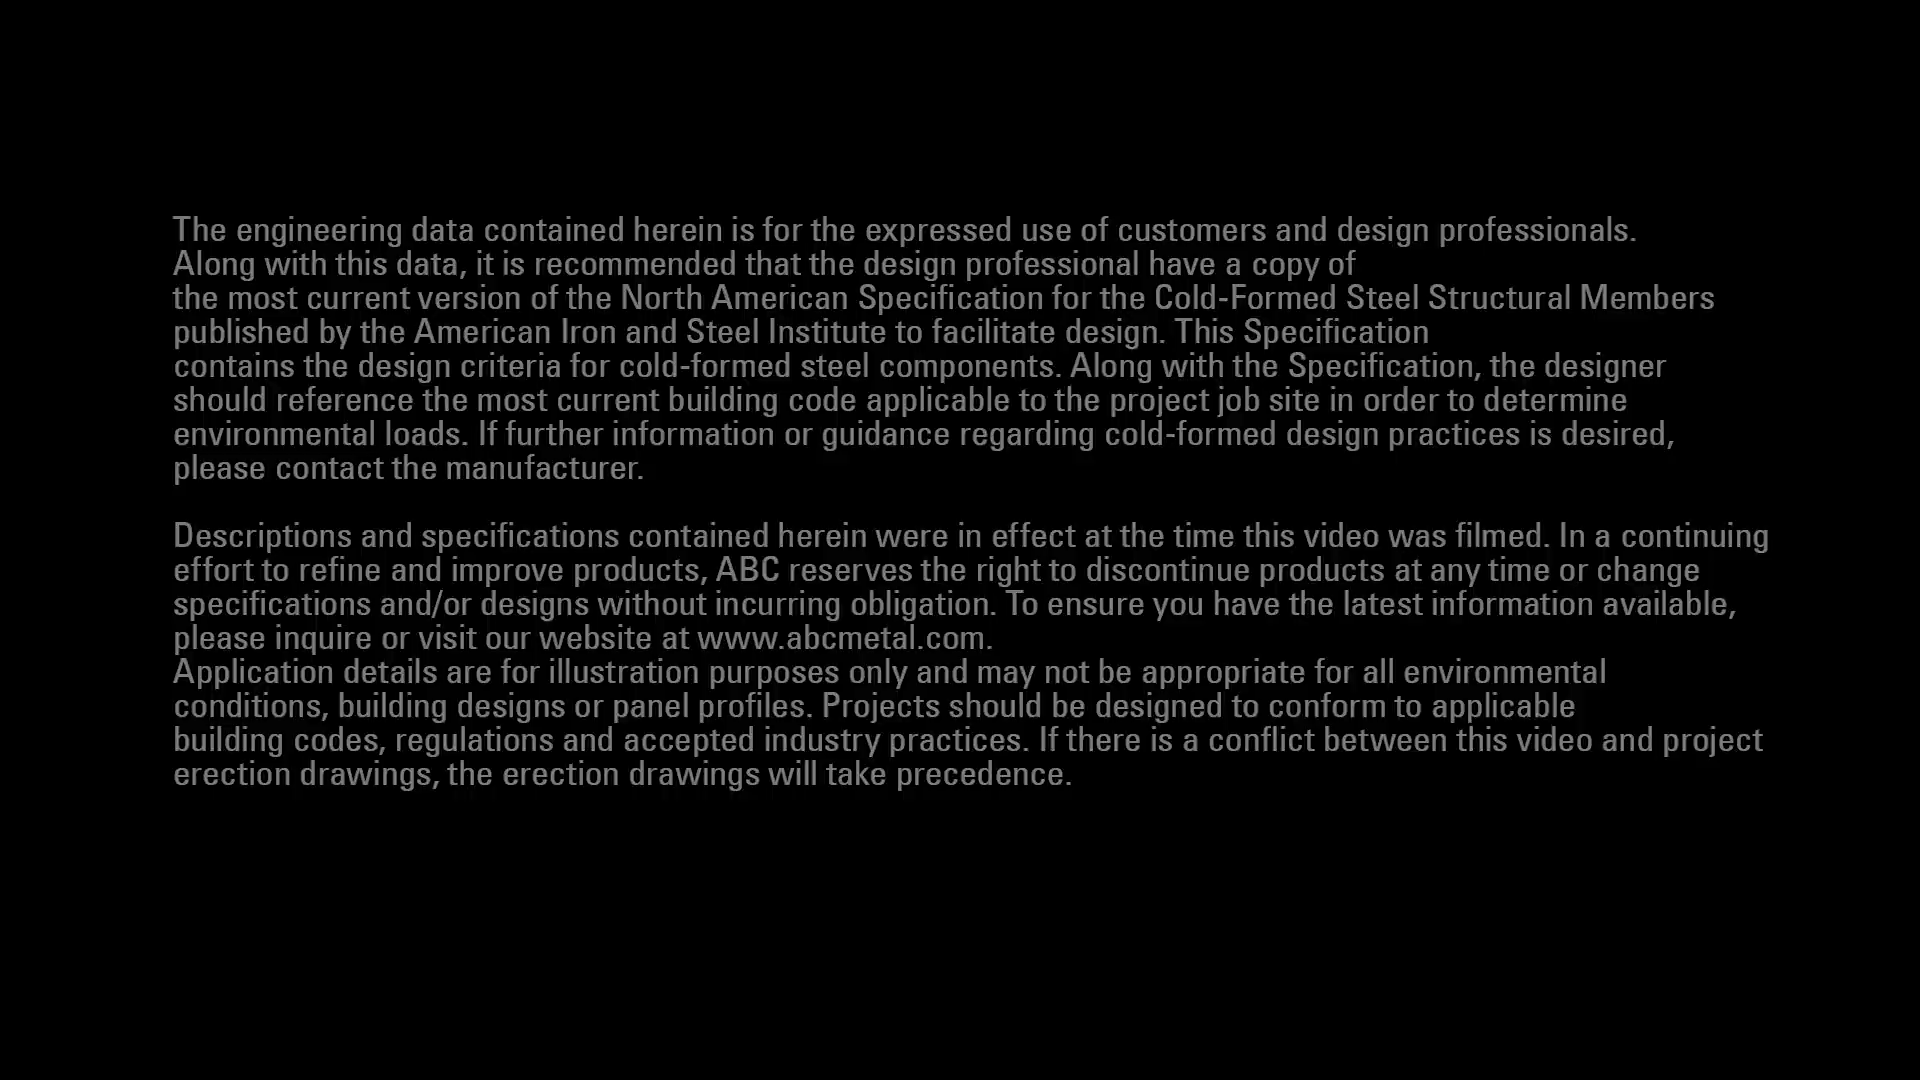 The engineering data contained herein is for the expressed use of customers and design professionals.
Along with this data, it is recommended that the design professional have a copy of
the most current version of the North American Specification for the Cold-Formed Steel Structural Members
published by the American Iron and Steel Institute to facilitate design. This Specification
contains the design criteria for cold-formed steel components. Along with the Specification, the designer
should reference the most current building code applicable to the project job site in order to determine
environmental loads. If further information or guidance regarding cold-formed design practices is desired,
please contact the manufacturer.

Descriptions and specifications contained herein were in effect at the time this video was filmed. In a continuing
effort to refine and improve products, ABC reserves the right to discontinue products at any time or change
specifications and/or designs without incurring obligation. To ensure you have the latest information available,
please inquire or visit our website at www.abcmetal.com.
Application details are for illustration purposes only and may not be appropriate for all environmental
conditions, building designs or panel profiles. Projects should be designed to conform to applicable
building codes, regulations and accepted industry practices. If there is a conflict between this video and project
erection drawings, the erection drawings will take precedence.